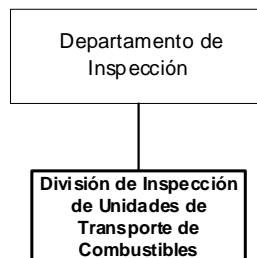 Departamento de
Inspección
División de Inspección
de Unidades de
Transporte de
Combustibles